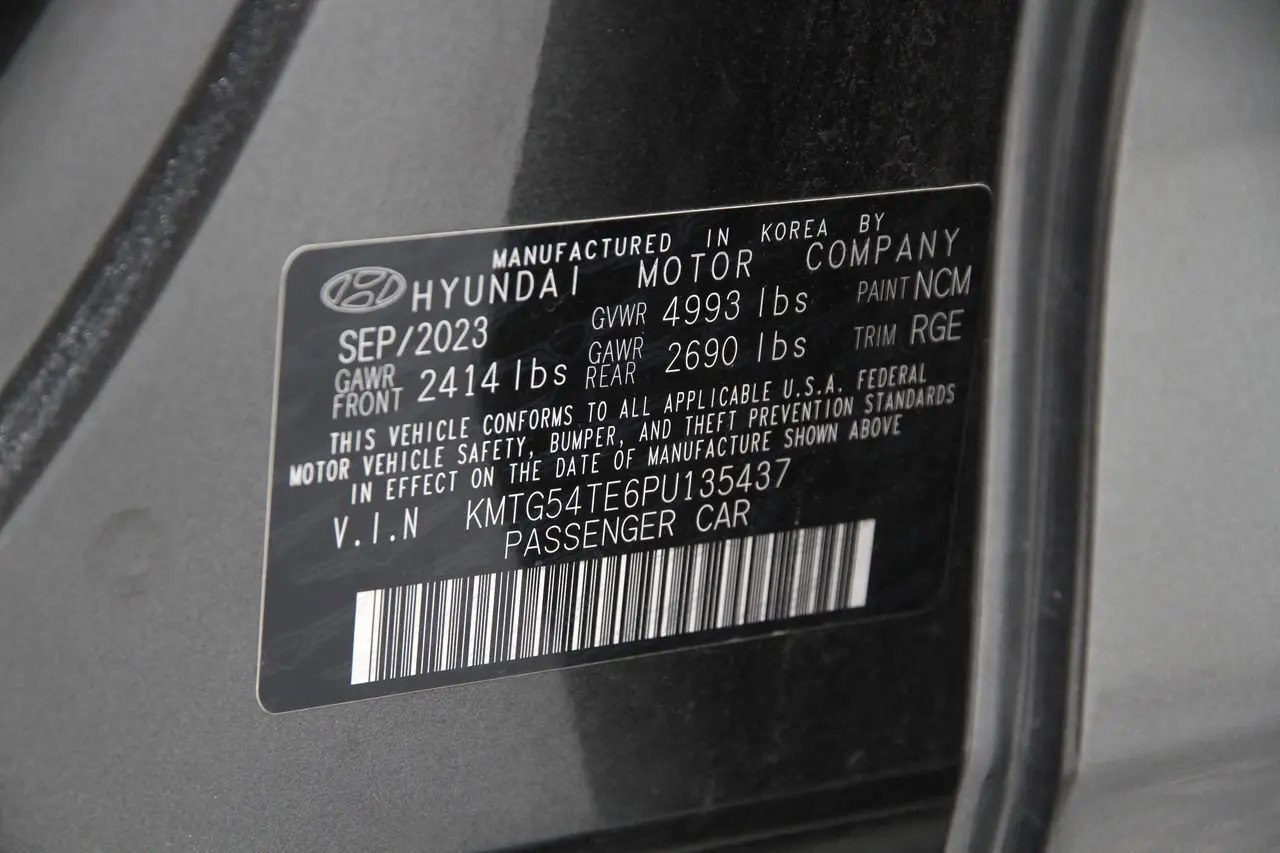 MANUFACTURED IN KOREA BY
HYUNDAI MOTOR COMPANY
SEP/2023 GVWR 4993 lbs PAINT NCM
GAWR FRONT 2414 lbs GAWR REAR 2690 lbs TRIM RGE
THIS VEHICLE CONFORMS TO ALL APPLICABLE U.S.A. FEDERAL
MOTOR VEHICLE SAFETY, BUMPER, AND THEFT PREVENTION STANDARDS
IN EFFECT ON THE DATE OF MANUFACTURE SHOWN ABOVE
V.I.N KMTG54TE6PU135437
PASSENGER CAR